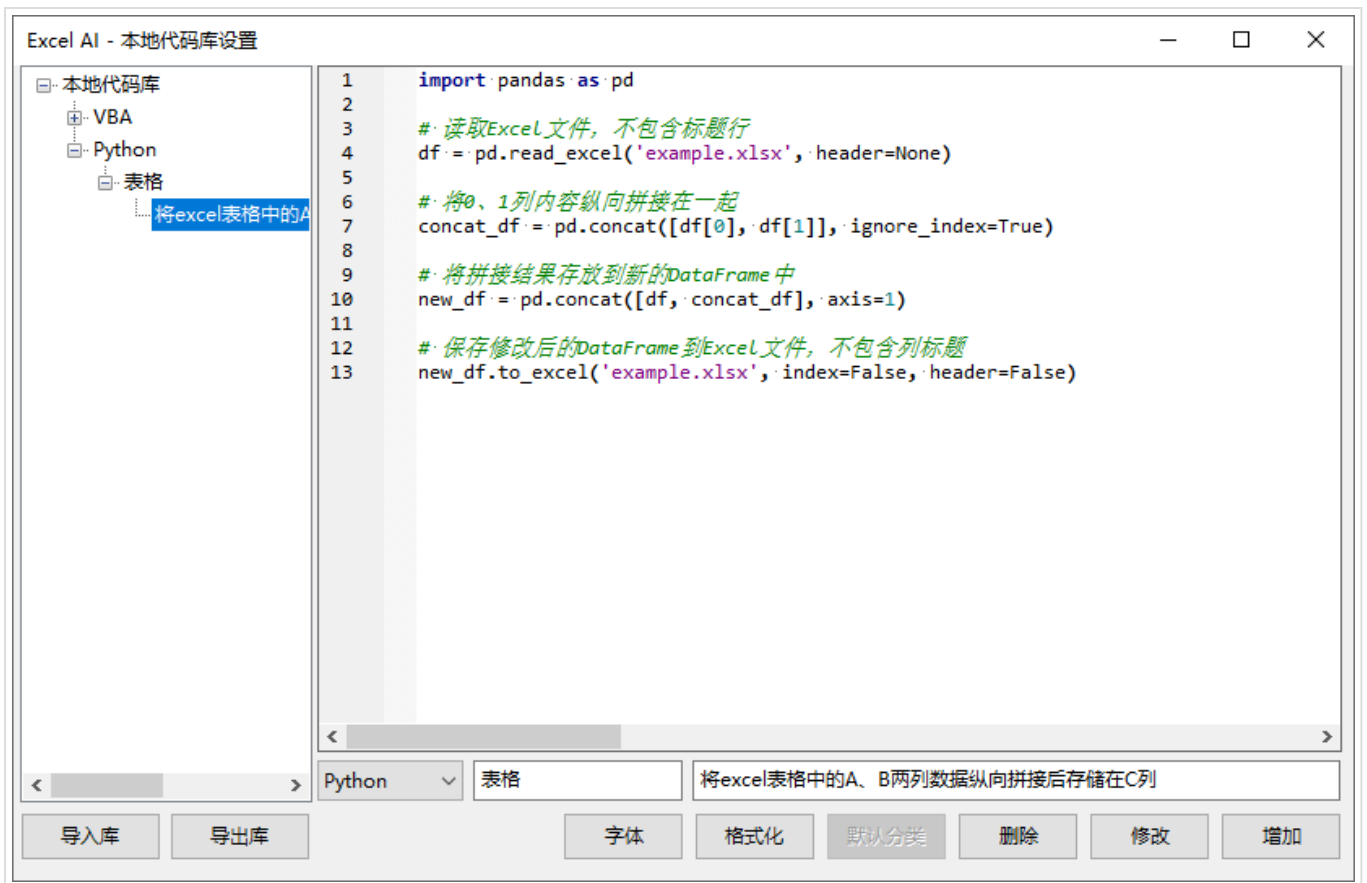 Excel AI - 本地代码库设置
本地代码库
VBA
Python
表格
将excel表格中的A
1 import pandas as pd
2
3 # 读取Excel文件，不包含标题行
4 df = pd.read_excel('example.xlsx', header=None)
5
6 # 将0、1列内容纵向拼接在一起
7 concat_df = pd.concat([df[0], df[1]], ignore_index=True)
8
9 # 将拼接结果存放到新的DataFrame中
10 new_df = pd.concat([df, concat_df], axis=1)
11
12 # 保存修改后的DataFrame到Excel文件，不包含列标题
13 new_df.to_excel('example.xlsx', index=False, header=False)
Python 表格 将excel表格中的A、B两列数据纵向拼接后存储在C列
导入库 导出库 字体 格式化 默认分类 删除 修改 增加